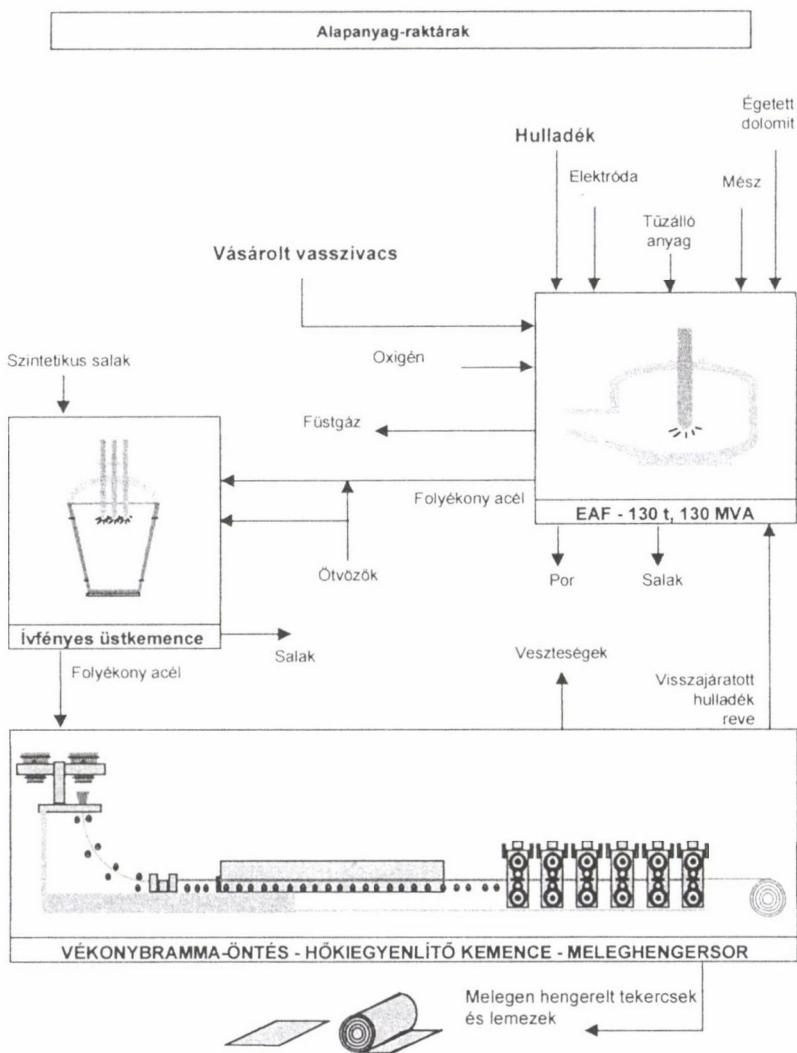 Alapanyag-raktárak
Égetett
dolomit
Hulladék
Elektróda
Mész
Tűzálló
anyag
Vásárolt vasszivacs
Oxigén
Szintetikus salak
Füstgáz
Folyékony acél
EAF - 130 t, 130 MVA
Ötvözők
Por
Salak
Ívfényes üstkemence
Salak
Folyékony acél
Veszteségek
Visszajáratott
hulladék
reve
VÉKONYBRAMMA-ÖNTÉS - HŐKIEGYENLÍTŐ KEMENCE - MELEGHENGERSOR
Melegen hengerelt tekercsek
és lemezek